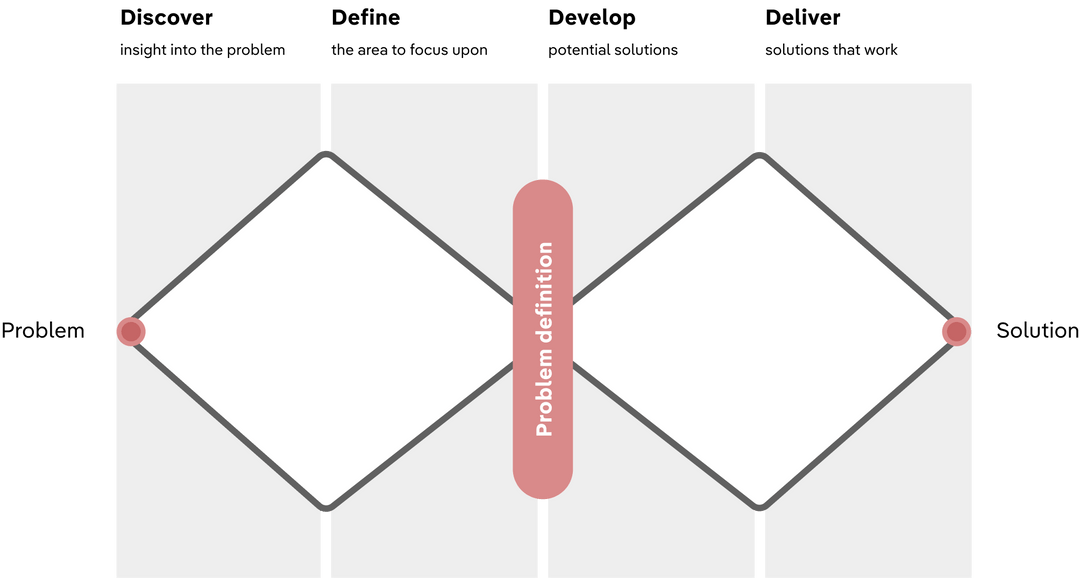 Discover
insight into the problem
Define
the area to focus upon
Develop
potential solutions
Deliver
solutions that work
Problem
Problem definition
Solution